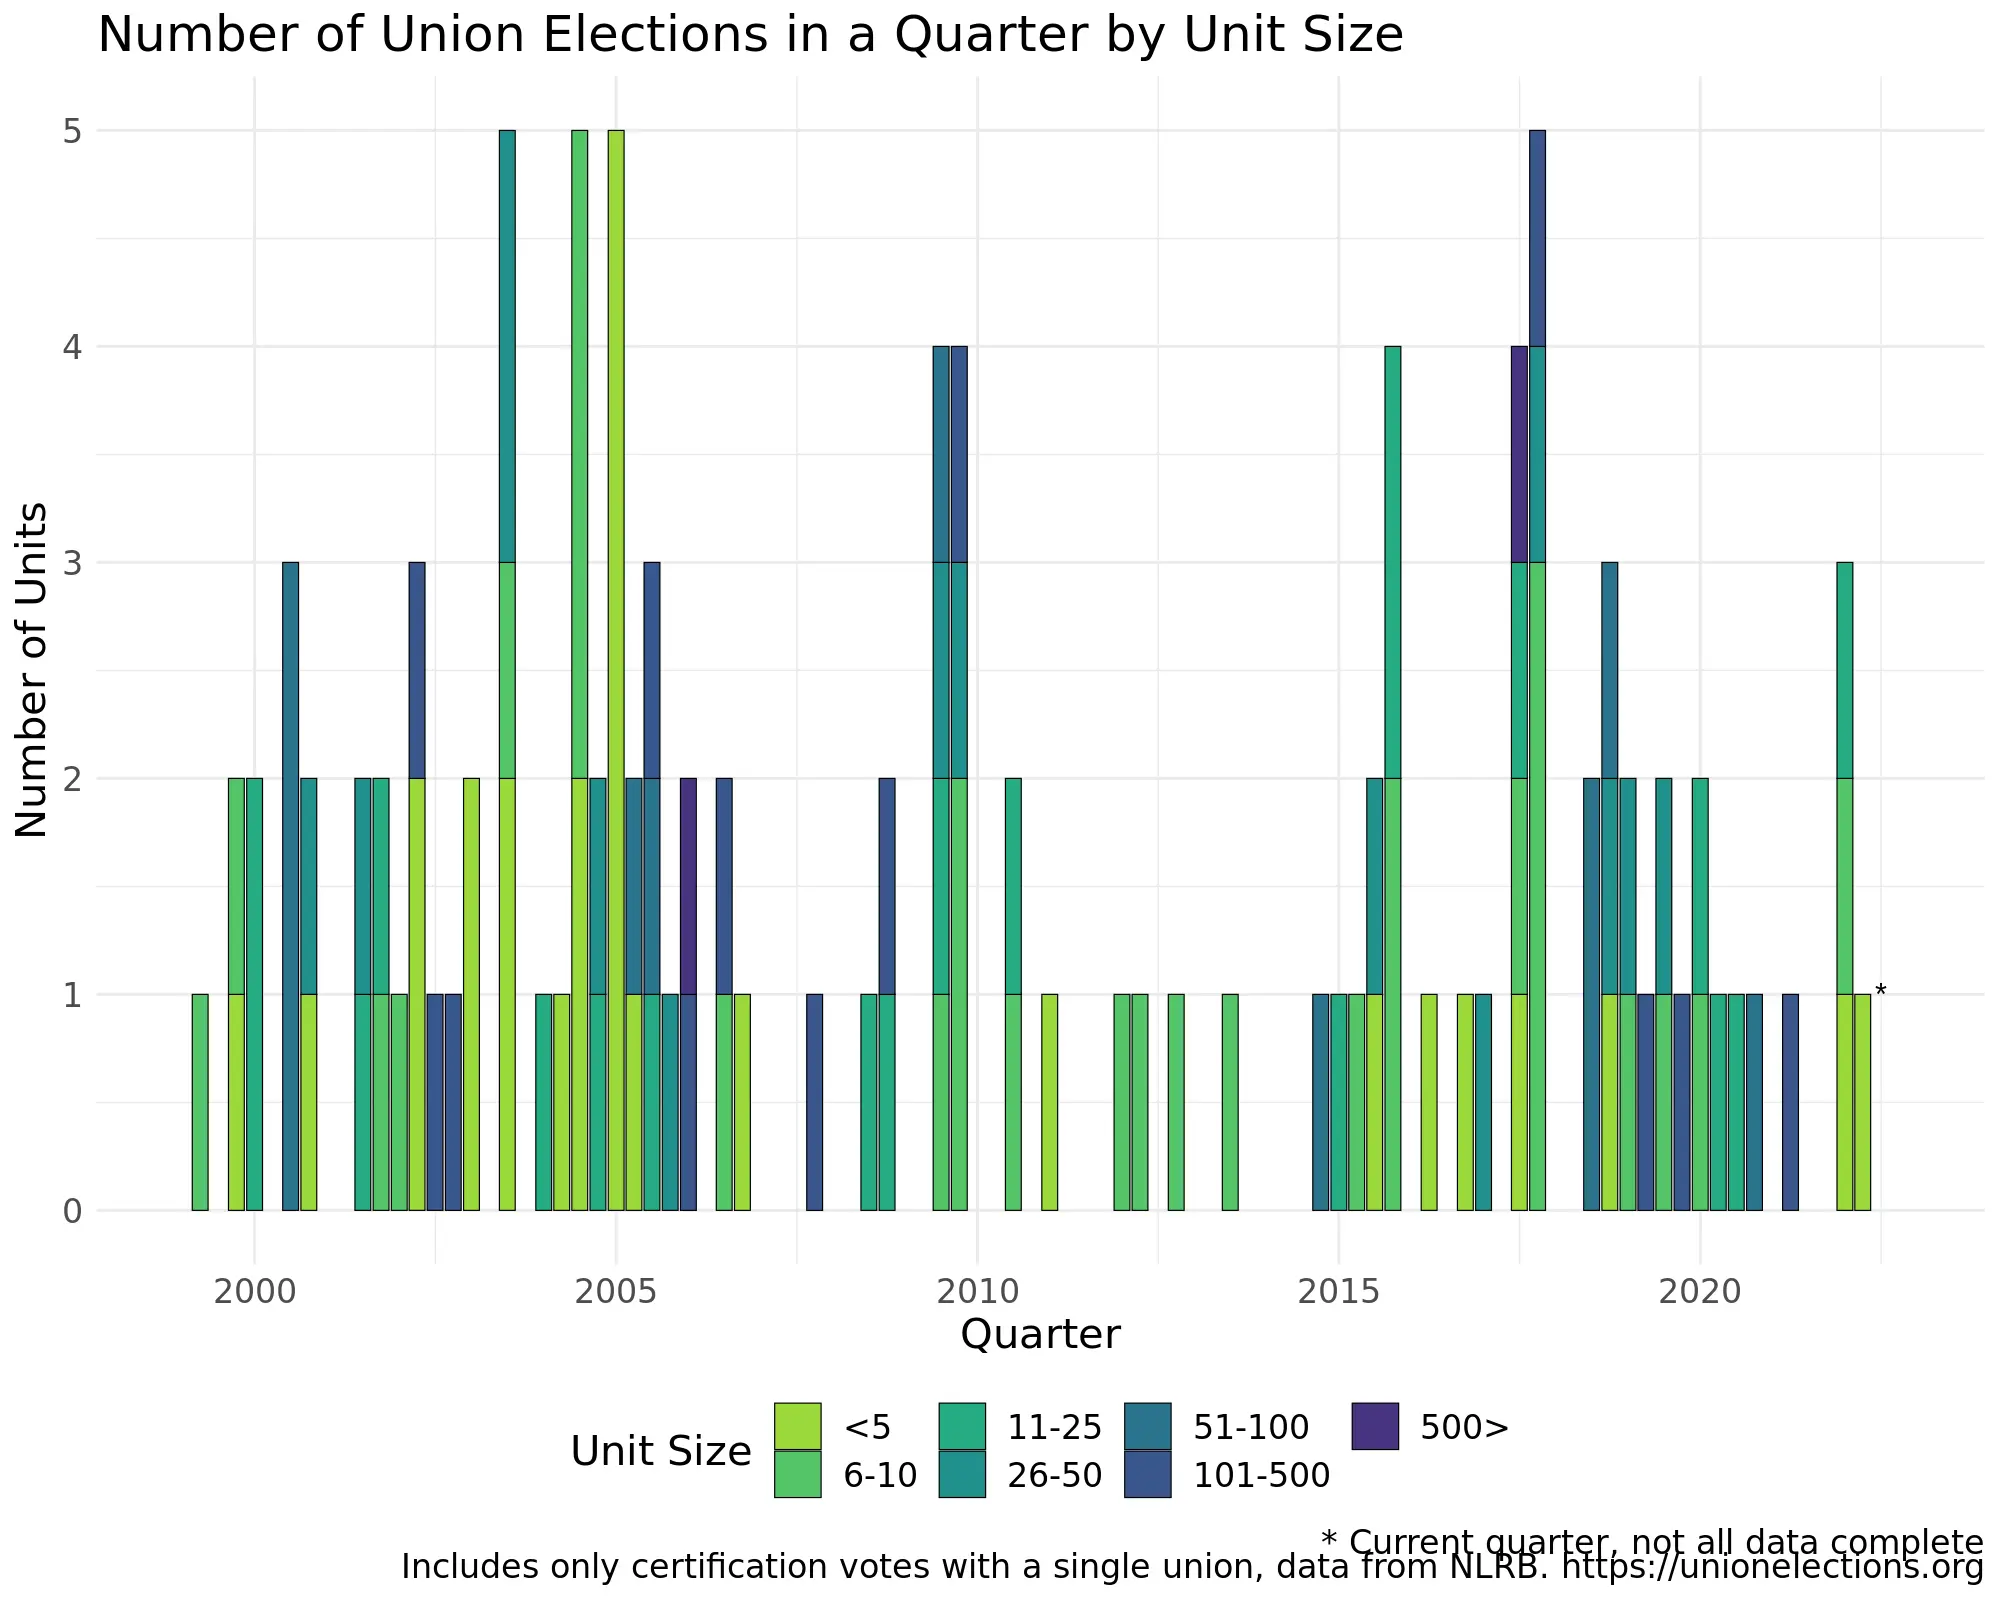 Number of Union Elections in a Quarter by Unit Size
Number of Units
5
4
3
2
1
0
*
2000 2005 2010 2015 2020
Quarter
Unit Size
<5 11-25 51-100 500>
6-10 26-50 101-500
* Current quarter, not all data complete
Includes only certification votes with a single union, data from NLRB. https://unionelections.org